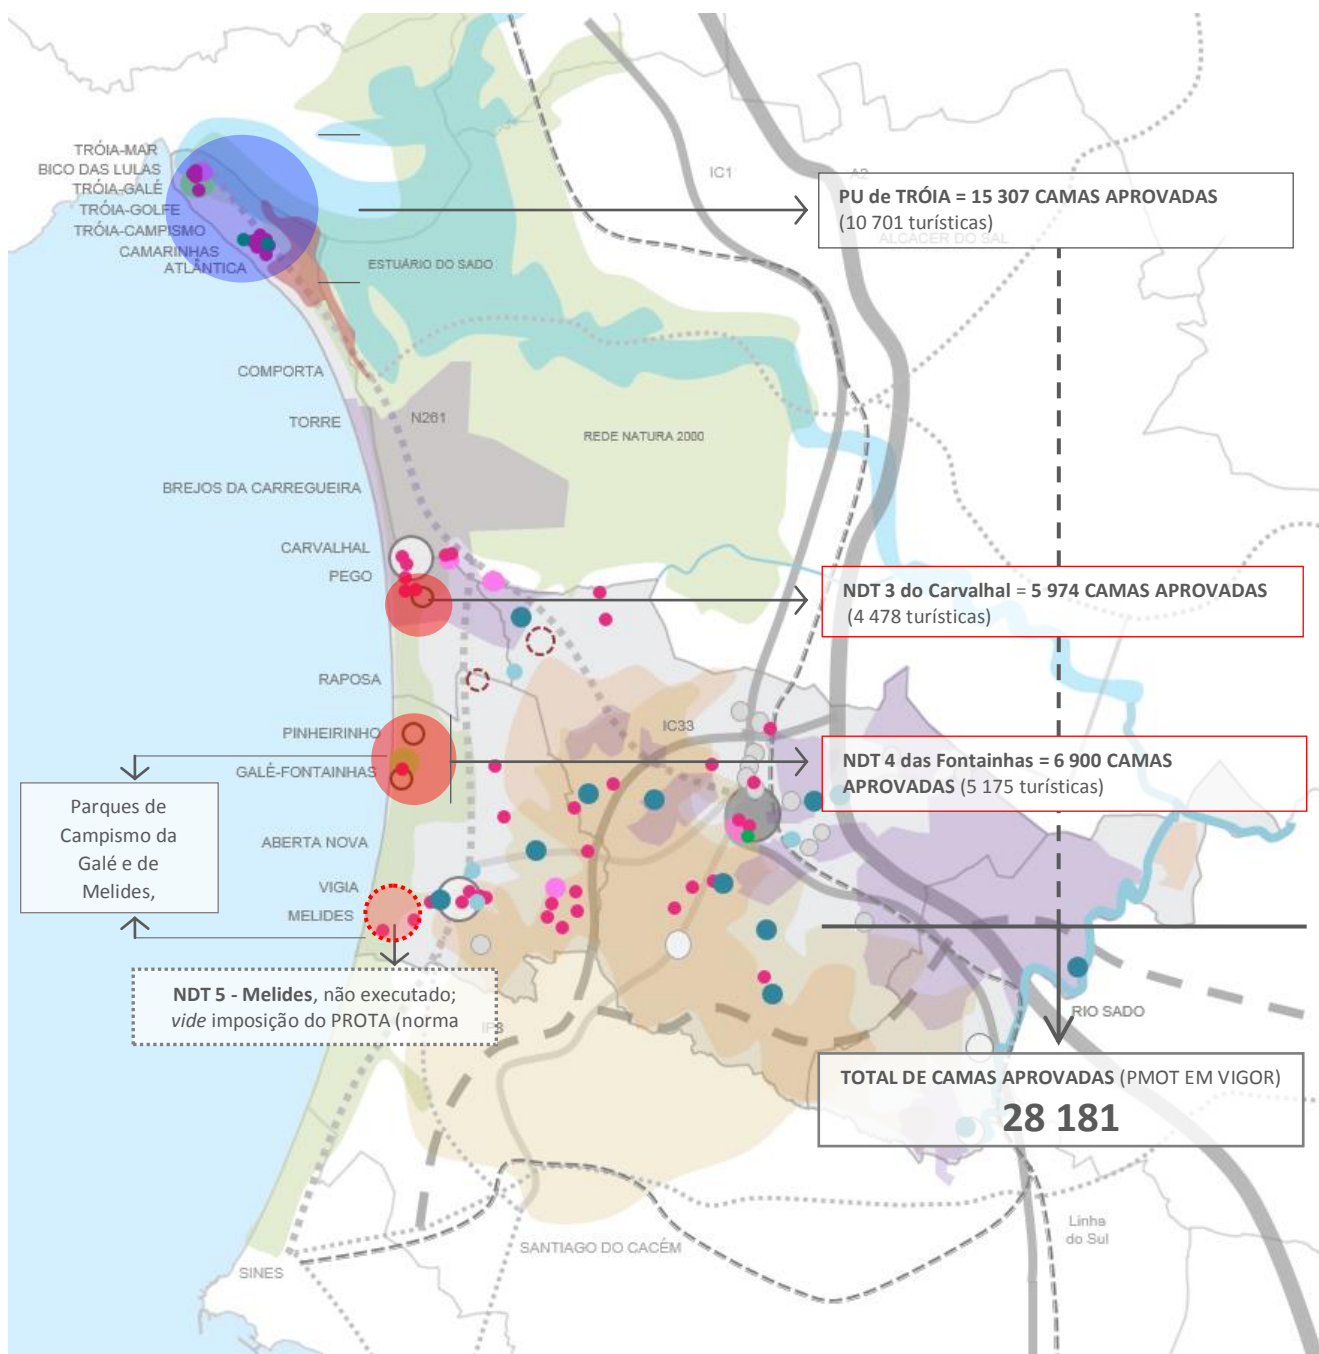 TRÓIA-MAR
BICO DAS LULAS
TRÓIA-GALÉ
TRÓIA-GOLFE
TRÓIA-CAMPISMO
CAMARINHAS
ATLÂNTICA
ESTUÁRIO DO SADO
IC1
A2
PU de TRÓIA = 15 307 CAMAS APROVADAS
(10 701 turísticas)
ALCÁCER DO SAL
COMPORTA
TORRE
N261
REDE NATURA 2000
BREJOS DA CARREGUEIRA
CARVALHAL
PEGO
NDT 3 do Carvalhal = 5 974 CAMAS APROVADAS
(4 478 turísticas)
RAPOSA
PINHEIRINHO
IC33
GALÉ-FONTAINHAS
NDT 4 das Fontainhas = 6 900 CAMAS
APROVADAS (5 175 turísticas)
Parques de
Campismo da
Galé e de
Melides,
ABERTA NOVA
VIGIA
MELIDES
NDT 5 - Melides, não executado;
vide imposição do PROTA (norma
IP8
RIO SADO
TOTAL DE CAMAS APROVADAS (PMOT EM VIGOR)
28 181
Linha
do Sul
SANTIAGO DO CACÉM
SINES